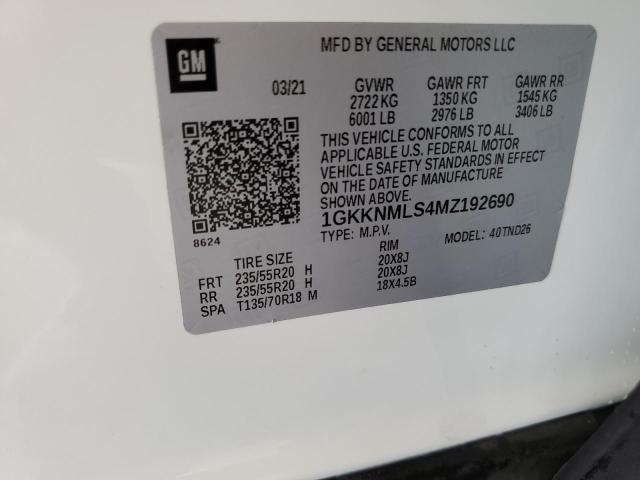 GM
MFD BY GENERAL MOTORS LLC
03/21 GVWR GAWR FRT GAWR RR
2722 KG 1350 KG 1545 KG
6001 LB 2976 LB 3406 LB
THIS VEHICLE CONFORMS TO ALL
APPLICABLE U.S. FEDERAL MOTOR
VEHICLE SAFETY STANDARDS IN EFFECT
ON THE DATE OF MANUFACTURE
1GKKNMLS4MZ192690
8624 TYPE: M.P.V. MODEL: 40TND26
TIRE SIZE RIM
FRT 235/55R20 H 20X8J
RR 235/55R20 H 20X8J
SPA T135/70R18 M 18X4.5B